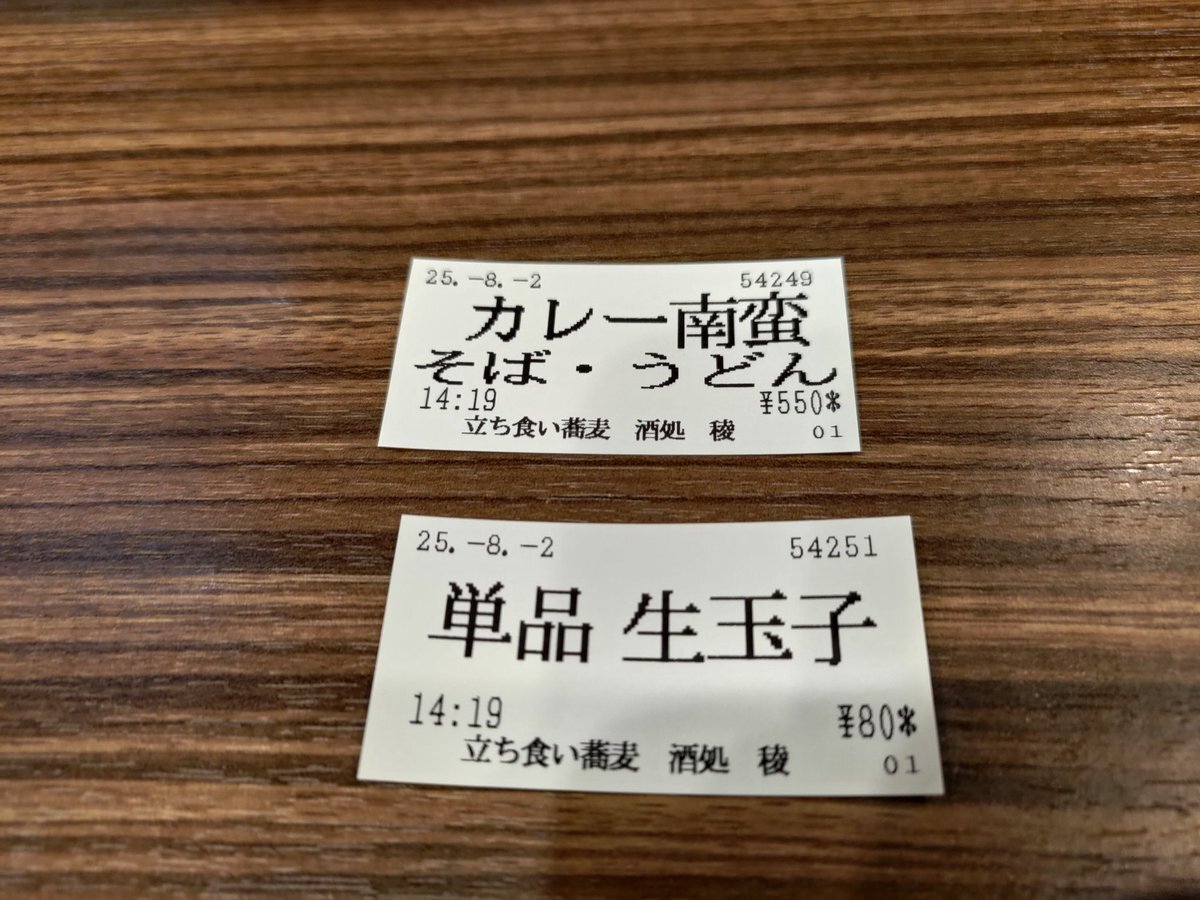 25.-8.-2 54249
カレー南蛮
そば・うどん
14:19 ¥550*
立ち食い蕎麦 酒処 稜 01
25.-8.-2 54251
単品 生玉子
14:19 ¥80*
立ち食い蕎麦 酒処 稜 01